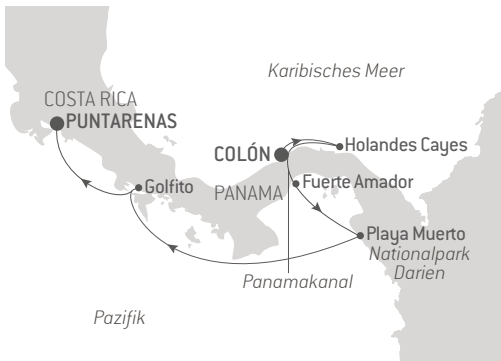 Karibisches Meer
COSTA RICA
PUNTARENAS
COLÓN
Holandes Cayes
Golfito
PANAMA
Fuerte Amador
Playa Muerto
Nationalpark
Darien
Panamakanal
Pazifik